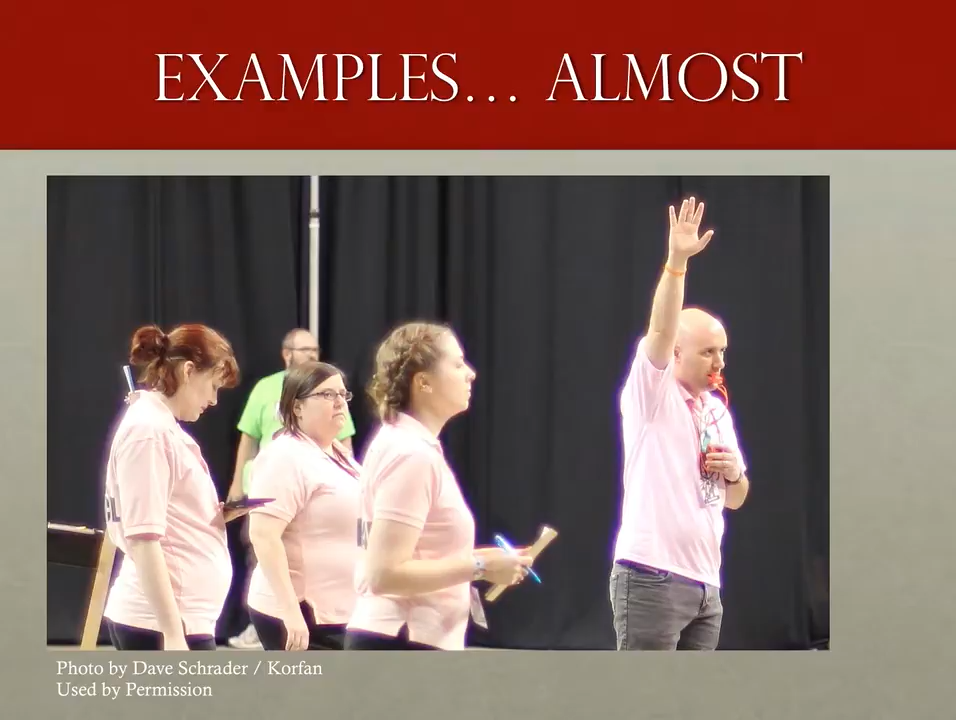 EXAMPLES... ALMOST
Photo by Dave Schrader / Korfan
Used by Permission